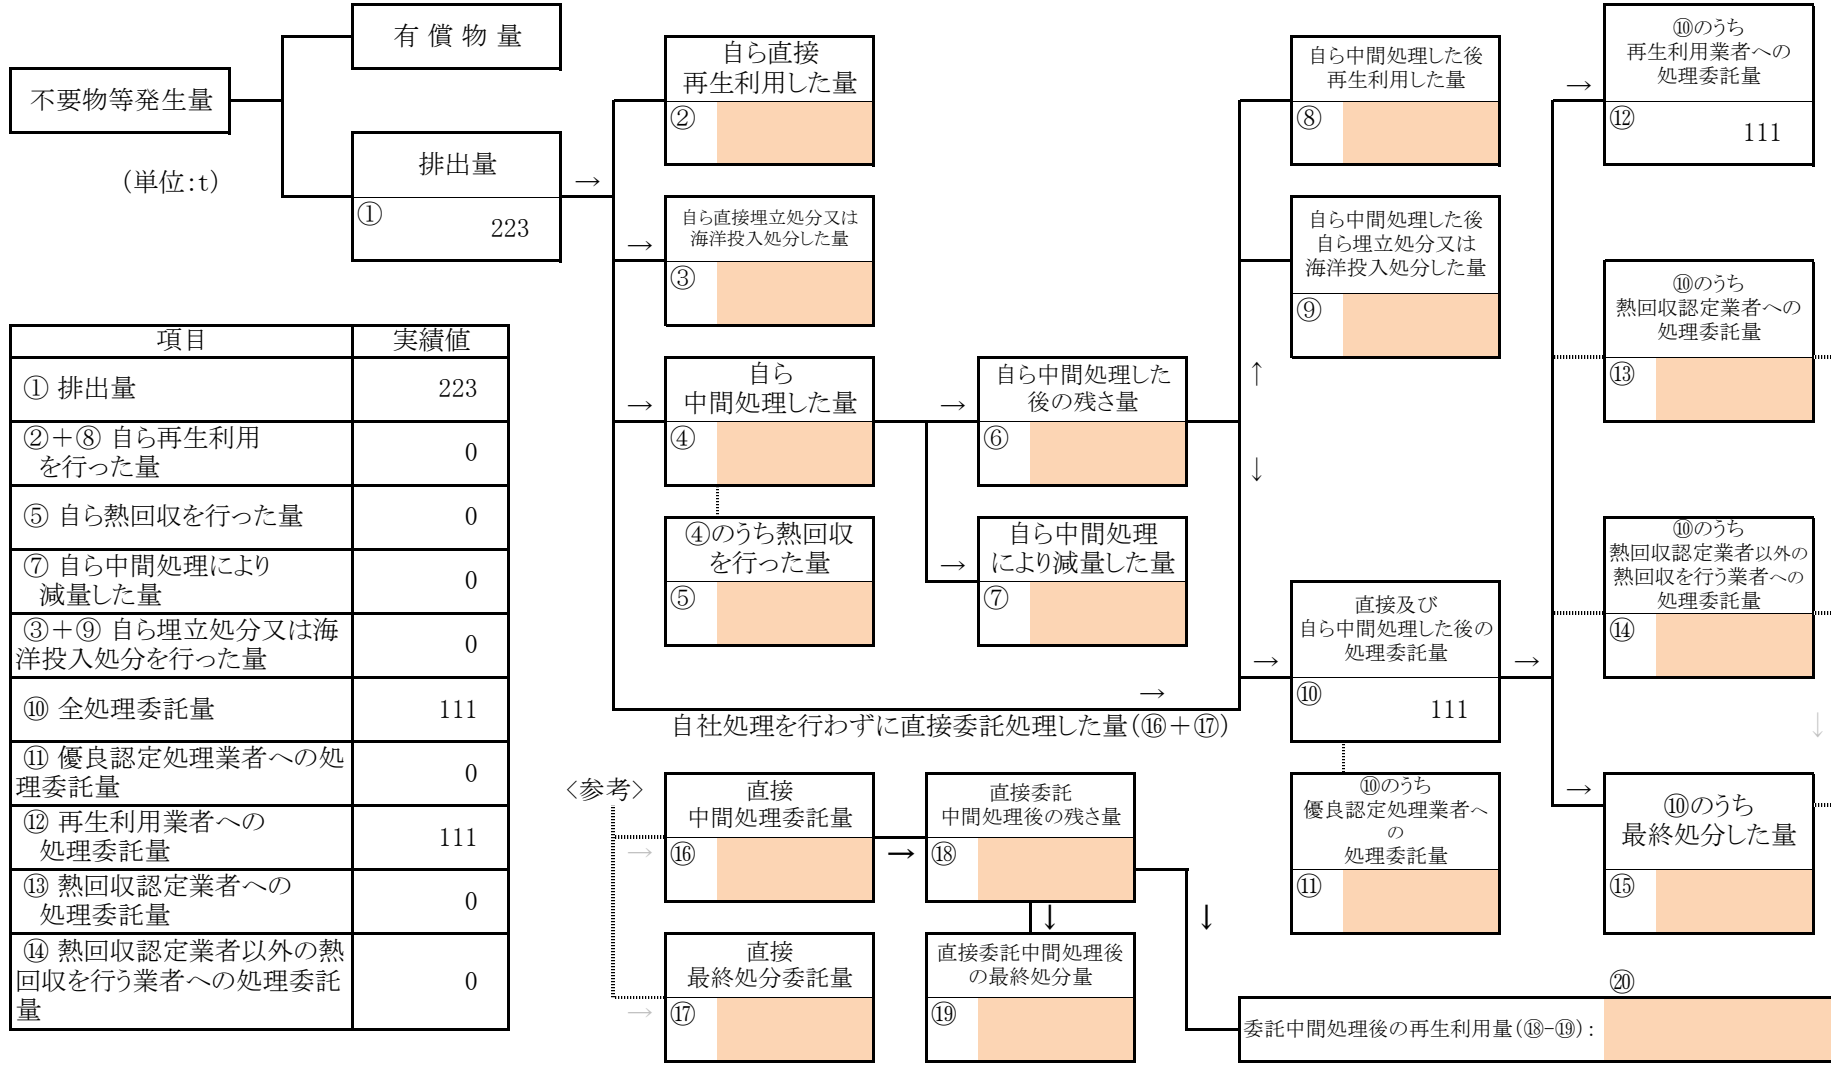 有 償 物 量
不要物等発生量
(単位:t)
排出量
①
223
→
自ら直接
再生利用した量
②
→
自ら直接埋立処分又は
海洋投入処分した量
③
→
自ら
中間処理した量
④
④のうち熱回収
を行った量
⑤
→
自ら中間処理した
後の残さ量
⑥
→
自ら中間処理
により減量した量
⑦
自ら中間処理した後
再生利用した量
⑧
自ら中間処理した後
自ら埋立処分又は
海洋投入処分した量
⑨
↑
↓
→
自社処理を行わずに直接委託処理した量(⑯+⑰)
→
直接及び
自ら中間処理した後の
処理委託量
⑩
111
→
⑩のうち
優良認定処理業者へ
の
処理委託量
⑪
→
⑩のうち
再生利用業者への
処理委託量
⑫
111
⑩のうち
熱回収認定業者への
処理委託量
⑬
⑩のうち
熱回収認定業者以外の
熱回収を行う業者への
処理委託量
⑭
↓
→
⑩のうち
最終処分した量
⑮
項目 実績値
① 排出量 223
②+⑧ 自ら再生利用
を行った量 0
⑤ 自ら熱回収を行った量 0
⑦ 自ら中間処理により
減量した量 0
③+⑨ 自ら埋立処分又は海
洋投入処分を行った量 0
⑩ 全処理委託量 111
⑪ 優良認定処理業者への処
理委託量 0
⑫ 再生利用業者への
処理委託量 111
⑬ 熱回収認定業者への
処理委託量 0
⑭ 熱回収認定業者以外の熱
回収を行う業者への処理委託
量 0
<参考>
→
直接
中間処理委託量
⑯
→
直接委託
中間処理後の残さ量
⑱
↓
↓
→
直接
最終処分委託量
⑰
直接委託中間処理後
の最終処分量
⑲
⑳
委託中間処理後の再生利用量(⑱-⑲):